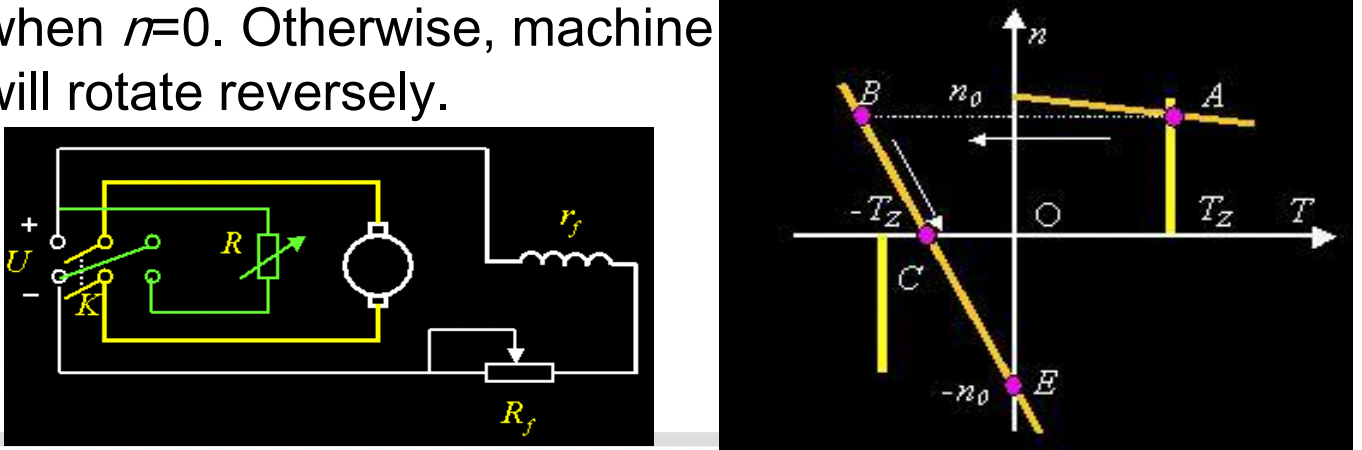 when n=0. Otherwise, machine
will rotate reversely.
+
U
−
K
R
r_f
R_f
n
B
n_0
A
-T_Z
O
T_Z
T
C
-n_0
E